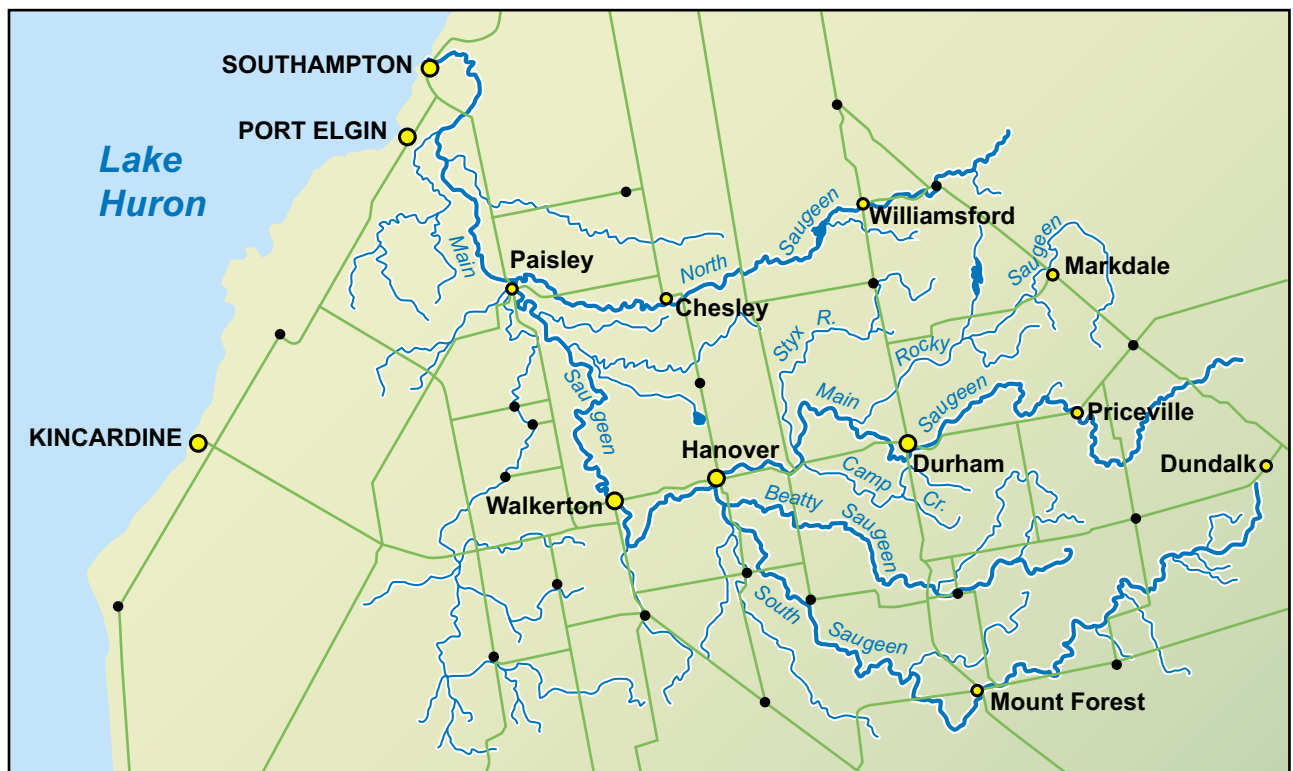 SOUTHAMPTON
PORT ELGIN
Lake
Huron
Saugeen
Williamsford
Main
Paisley
North
Saugeen
Markdale
Chesley
Styx R.
Rocky
Saugeen
Main
Saugeen
Priceville
KINCARDINE
Hanover
Durham
Dundalk
Camp Cr.
Walkerton
Beatty
Saugeen
South
Saugeen
Mount Forest